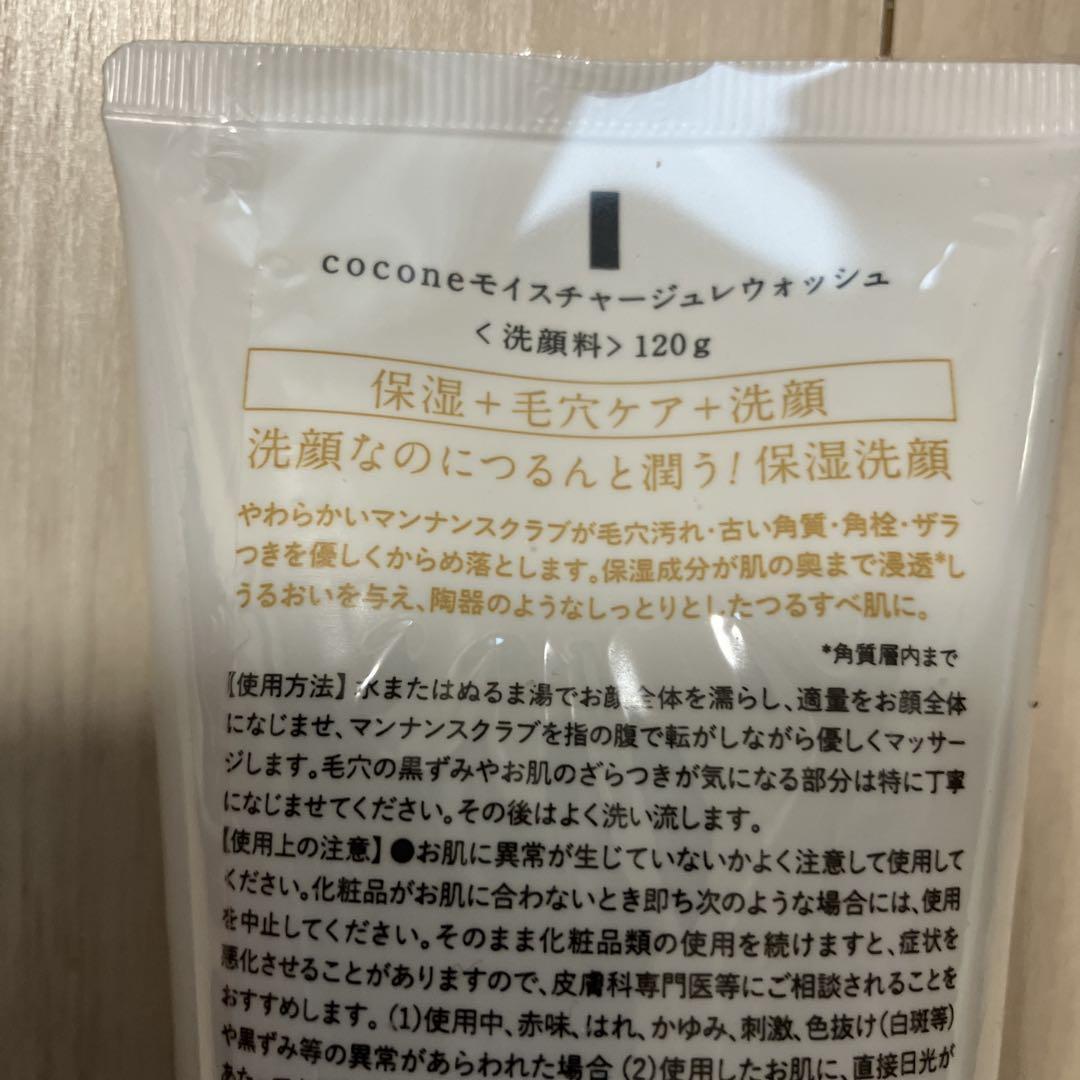 coconeモイスチャージュレウォッシュ
<洗顔料>120g
保湿+毛穴ケア+洗顔
洗顔なのにつるんと潤う!保湿洗顔
やわらかいマンナンスクラブが毛穴汚れ・古い角質・角栓・ザラ
つきを優しくからめ落とします。保湿成分が肌の奥まで浸透*し
うるおいを与え、陶器のようなしっとりとしたつるすべ肌に。
*角質層内まで
【使用方法】水またはぬるま湯でお顔全体を濡らし、適量をお顔全体
になじませ、マンナンスクラブを指の腹で転がしながら優しくマッサー
ジします。毛穴の黒ずみやお肌のざらつきが気になる部分は特に丁寧
になじませてください。その後はよく洗い流します。
【使用上の注意】●お肌に異常が生じていないかよく注意して使用して
ください。化粧品がお肌に合わないとき即ち次のような場合には、使用
を中止してください。そのまま化粧品類の使用を続けますと、症状を
悪化させることがありますので、皮膚科専門医等にご相談されることを
おすすめします。(1)使用中、赤味、はれ、かゆみ、刺激、色抜け(白斑等)
や黒ずみ等の異常があらわれた場合(2)使用したお肌に、直接日光が